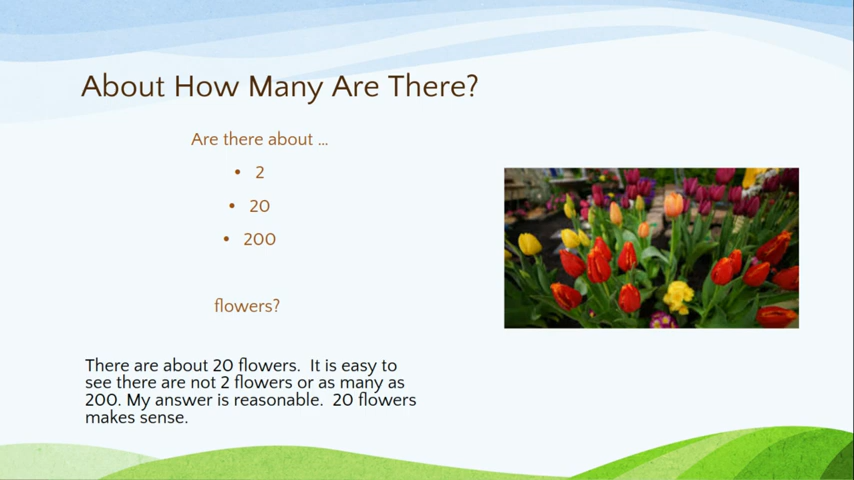 About How Many Are There?
Are there about ...
• 2
• 20
• 200
flowers?
There are about 20 flowers.  It is easy to
see there are not 2 flowers or as many as
200. My answer is reasonable.  20 flowers
makes sense.